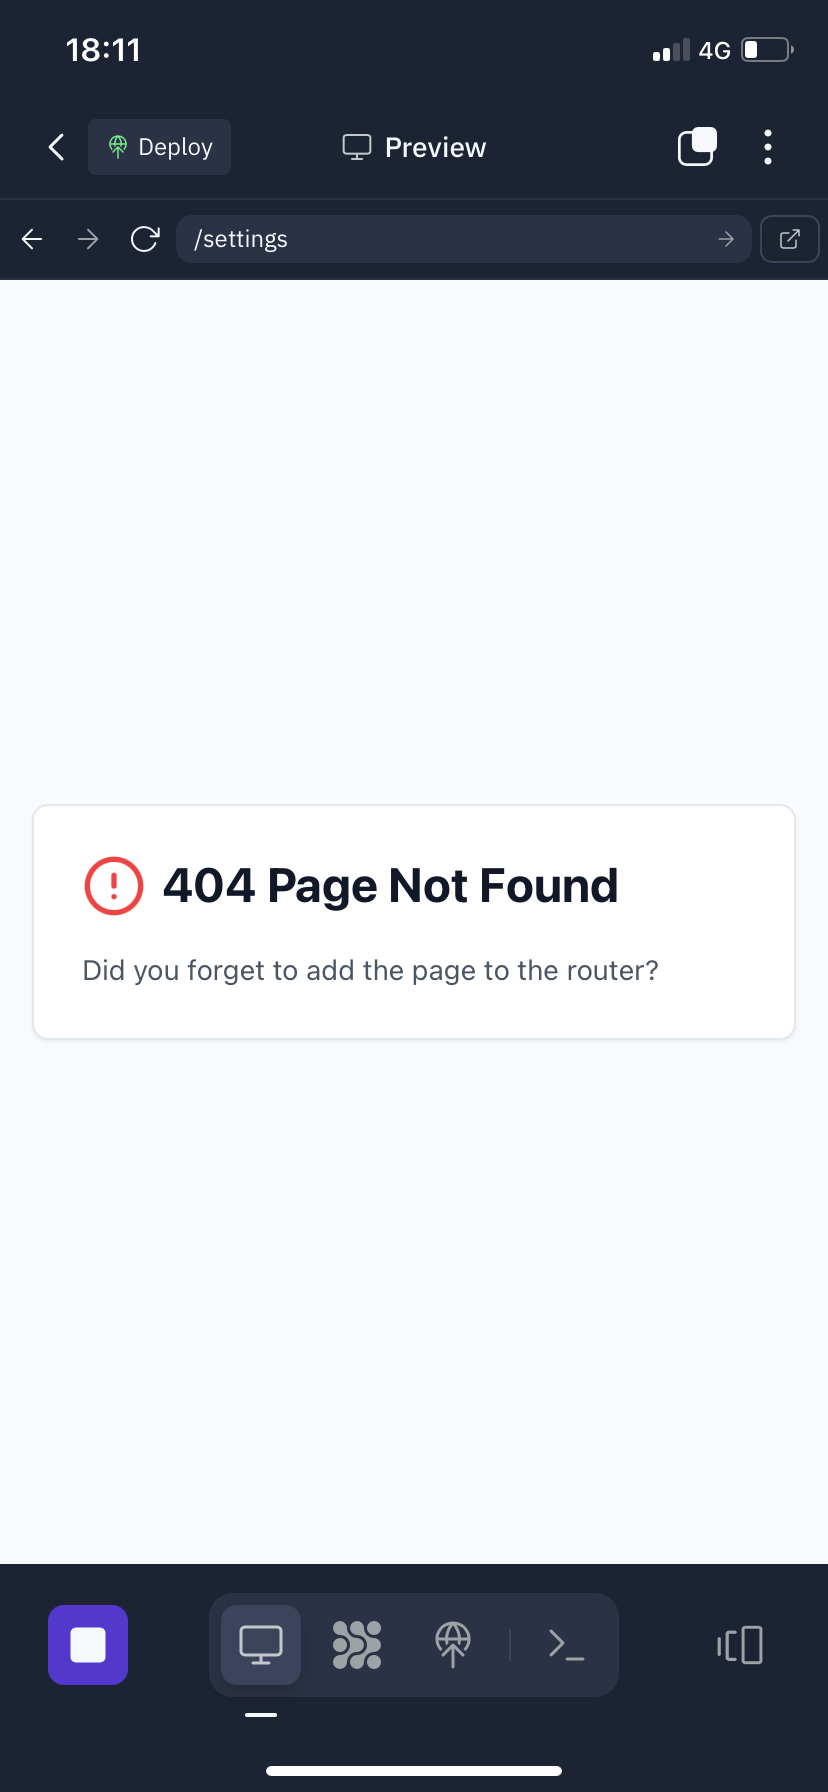 18:11
4G
Deploy
Preview
/settings
404 Page Not Found
Did you forget to add the page to the router?